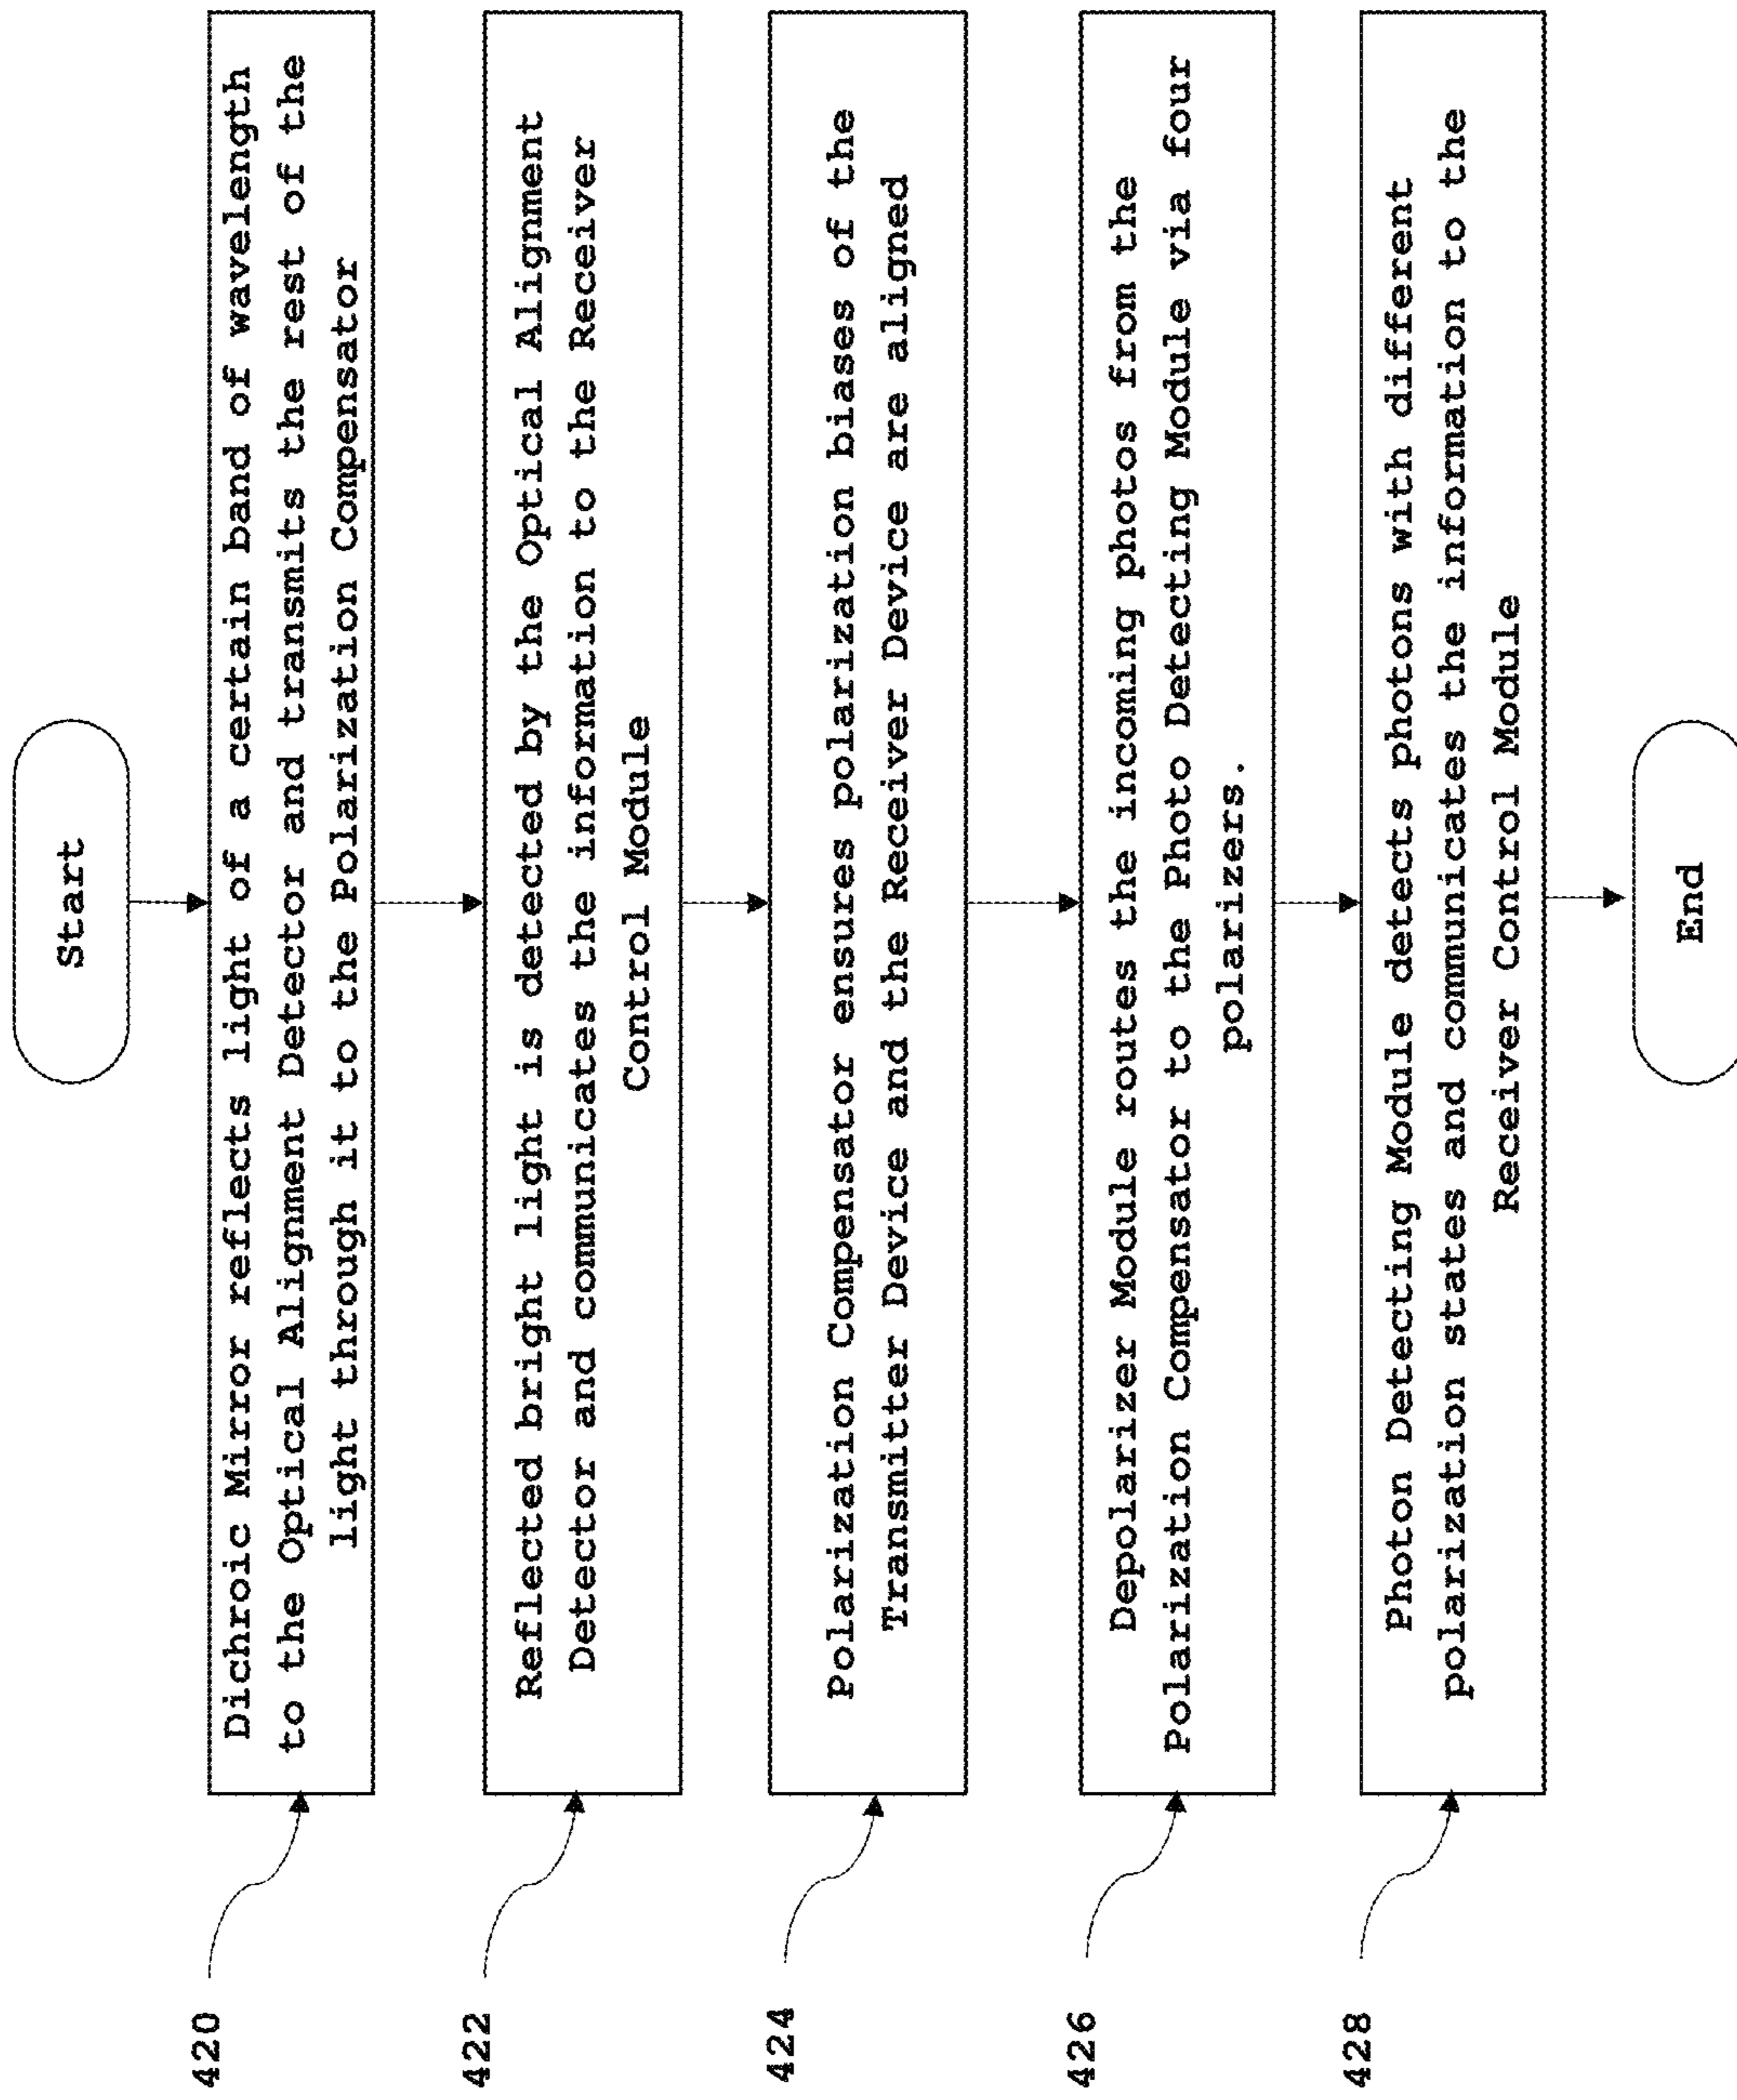 Start
420
Dichroic Mirror reflects light of a certain band of wavelength
to the Optical Alignment Detector and transmits the rest of the
light through it to the Polarization Compensator
422
Reflected bright light is detected by the Optical Alignment
Detector and communicates the information to the Receiver
Control Module
424
Polarization Compensator ensures polarization biases of the
Transmitter Device and the Receiver Device are aligned
426
Depolarizer Module routes the incoming photos from the
Polarization Compensator to the Photo Detecting Module via four
polarizers.
428
Photon Detecting Module detects photons with different
polarization states and communicates the information to the
Receiver Control Module
End